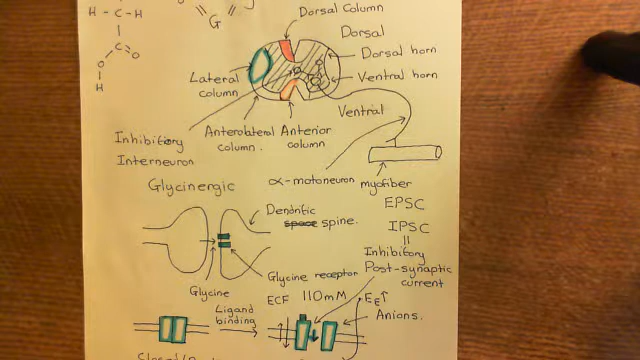 H - C - H
C
O
O
H
G
Dorsal Column
Dorsal
Dorsal horn
Ventral horn
Lateral
column
Ventral
Inhibitory
Interneuron
Anterolateral
column.
Anterior
column
α-motoneuron
myofiber
Glycinergic
EPSC
IPSC
=
Inhibitory
Post-synaptic
current
Dendritic
spine.
Glycine receptor
Glycine
ECF 110mM
Ligand
binding
Anions.